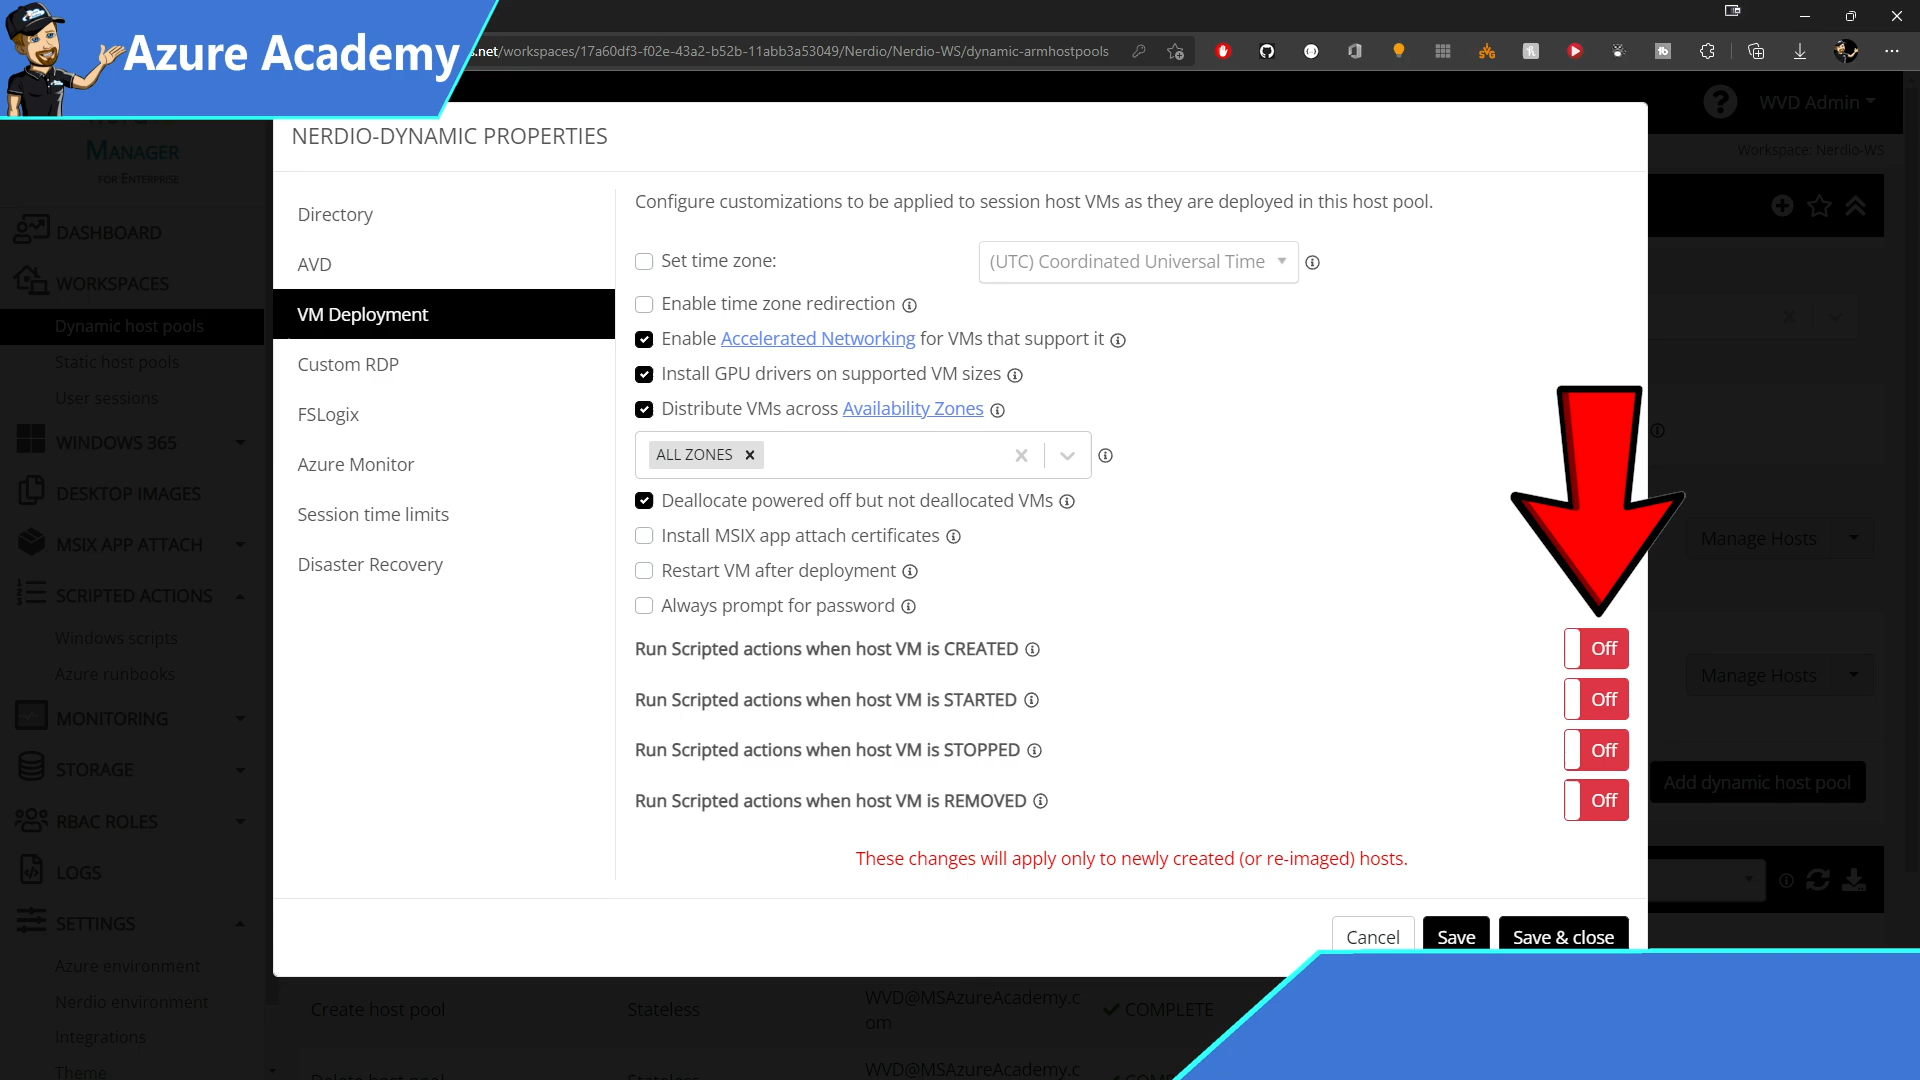 Azure Academy
s.net/workspaces/17a60df3-f02e-43a2-b52b-11abb3a53049/Nerdio/Nerdio-WS/dynamic-armhostpools
WVD Admin
MANAGER
FOR ENTERPRISE
Workspace: Nerdio-WS
NERDIO-DYNAMIC PROPERTIES
DASHBOARD
WORKSPACES
Dynamic host pools
Static host pools
User sessions
WINDOWS 365
DESKTOP IMAGES
MSIX APP ATTACH
SCRIPTED ACTIONS
Windows scripts
Azure runbooks
MONITORING
STORAGE
RBAC ROLES
LOGS
SETTINGS
Azure environment
Nerdio environment
Integrations
Theme
Directory
AVD
VM Deployment
Custom RDP
FSLogix
Azure Monitor
Session time limits
Disaster Recovery
Configure customizations to be applied to session host VMs as they are deployed in this host pool.
Set time zone:
(UTC) Coordinated Universal Time
Enable time zone redirection
Enable Accelerated Networking for VMs that support it
Install GPU drivers on supported VM sizes
Distribute VMs across Availability Zones
ALL ZONES
Deallocate powered off but not deallocated VMs
Install MSIX app attach certificates
Restart VM after deployment
Always prompt for password
Run Scripted actions when host VM is CREATED
Off
Run Scripted actions when host VM is STARTED
Off
Run Scripted actions when host VM is STOPPED
Off
Run Scripted actions when host VM is REMOVED
Off
These changes will apply only to newly created (or re-imaged) hosts.
Cancel
Save
Save & close
Manage Hosts
Manage Hosts
Add dynamic host pool
Create host pool
Stateless
WVD@MSAzureAcademy.c
om
COMPLETE
WVD@MSAzureAcademy.c